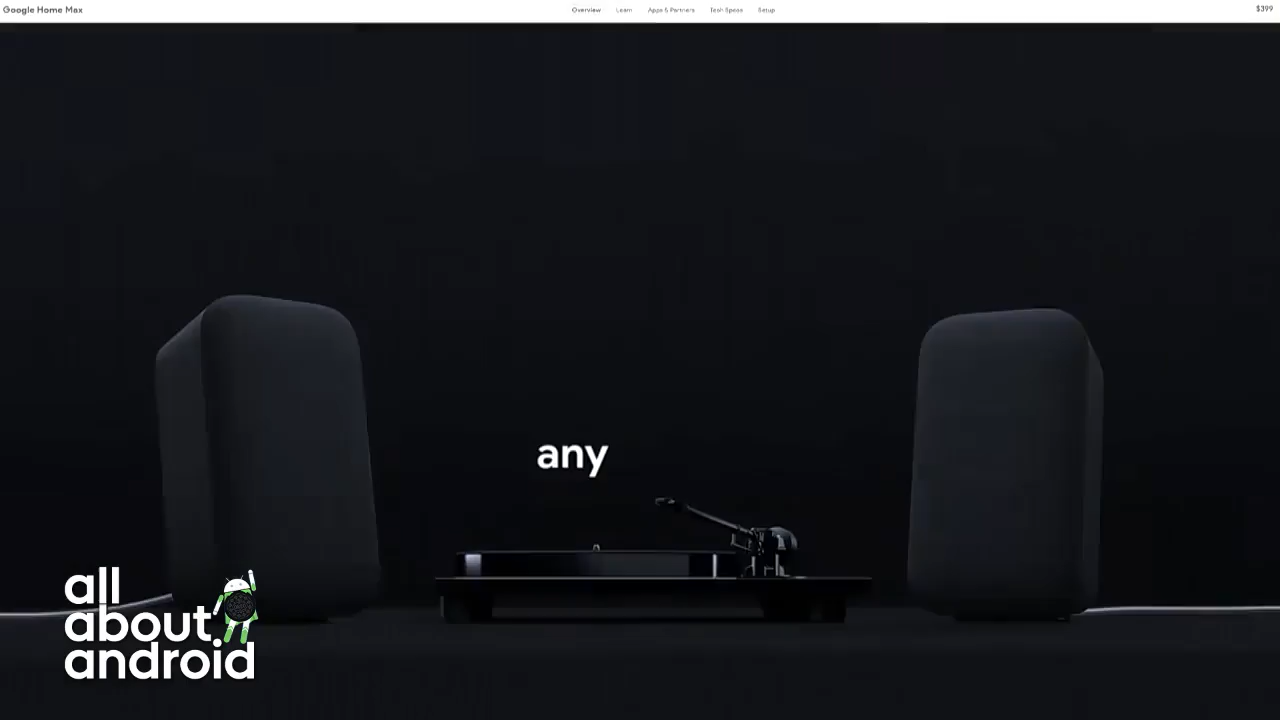 Google Home Max
Overview
Learn
Apps & Partners
Tech Specs
Setup
$399
any
all
about
android